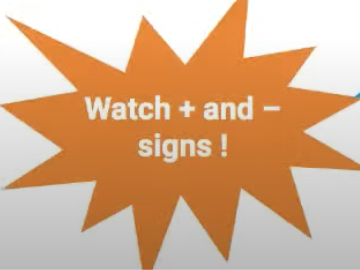 Watch + and –
signs !